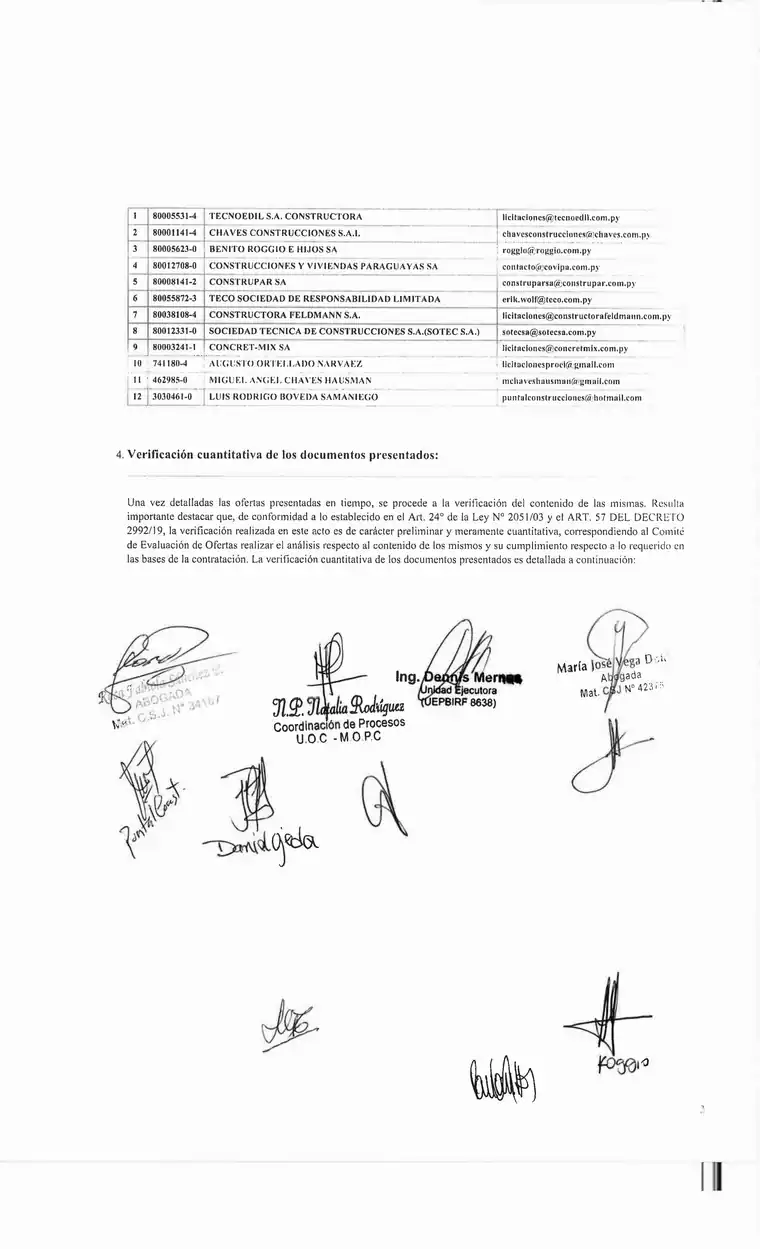 1 80005531-4 TECNOEDIL S.A. CONSTRUCTORA licitaciones@tecnoedil.com.py
2 80001141-4 CHAVES CONSTRUCCIONES S.A.I. chavesconstrucciones@chaves.com.py
3 80005623-0 BENITO ROGGIO E HIJOS SA roggio@roggio.com.py
4 80012708-0 CONSTRUCCIONES Y VIVIENDAS PARAGUAYAS SA contacto@covipa.com.py
5 80008141-2 CONSTRUPAR SA construparsa@construpar.com.py
6 80055872-3 TECO SOCIEDAD DE RESPONSABILIDAD LIMITADA erik.wolf@teco.com.py
7 80038108-4 CONSTRUCTORA FELDMANN S.A. licitaciones@constructorafeldmann.com.py
8 80012331-0 SOCIEDAD TECNICA DE CONSTRUCCIONES S.A.(SOTEC S.A.) sotecsa@sotecsa.com.py
9 80003241-1 CONCRET-MIX SA licitaciones@concretmix.com.py
10 741180-4 AUGUSTO ORTELLADO NARVAEZ licitacionesproel@gmail.com
11 462985-0 MIGUEL ANGEL CHAVES HAUSMAN mchaveshausman@gmail.com
12 3030461-0 LUIS RODRIGO BOVEDA SAMANIEGO puntalconstrucciones@hotmail.com
4. Verificación cuantitativa de los documentos presentados:
Una vez detalladas las ofertas presentadas en tiempo, se procede a la verificación del contenido de las mismas. Resulta
importante destacar que, de conformidad a lo establecido en el Art. 24° de la Ley N° 2051/03 y el ART. 57 DEL DECRETO
2992/19, la verificación realizada en este acto es de carácter preliminar y meramente cuantitativa, correspondiendo al Comité
de Evaluación de Ofertas realizar el análisis respecto al contenido de los mismos y su cumplimiento respecto a lo requerido en
las bases de la contratación. La verificación cuantitativa de los documentos presentados es detallada a continuación:
ABOGADA
Mat. C.S.J. N° 34167
N.P. Natalia Rodríguez
Coordinación de Procesos
U.O.C - M.O.P.C
Ing. Dennis Mernes
Unidad Ejecutora
(UEPBIRF 8638)
María José Vega
Abogada
Mat. CSJ N° 42375
Puntal Const.
Daniel Ojeda
Roggio